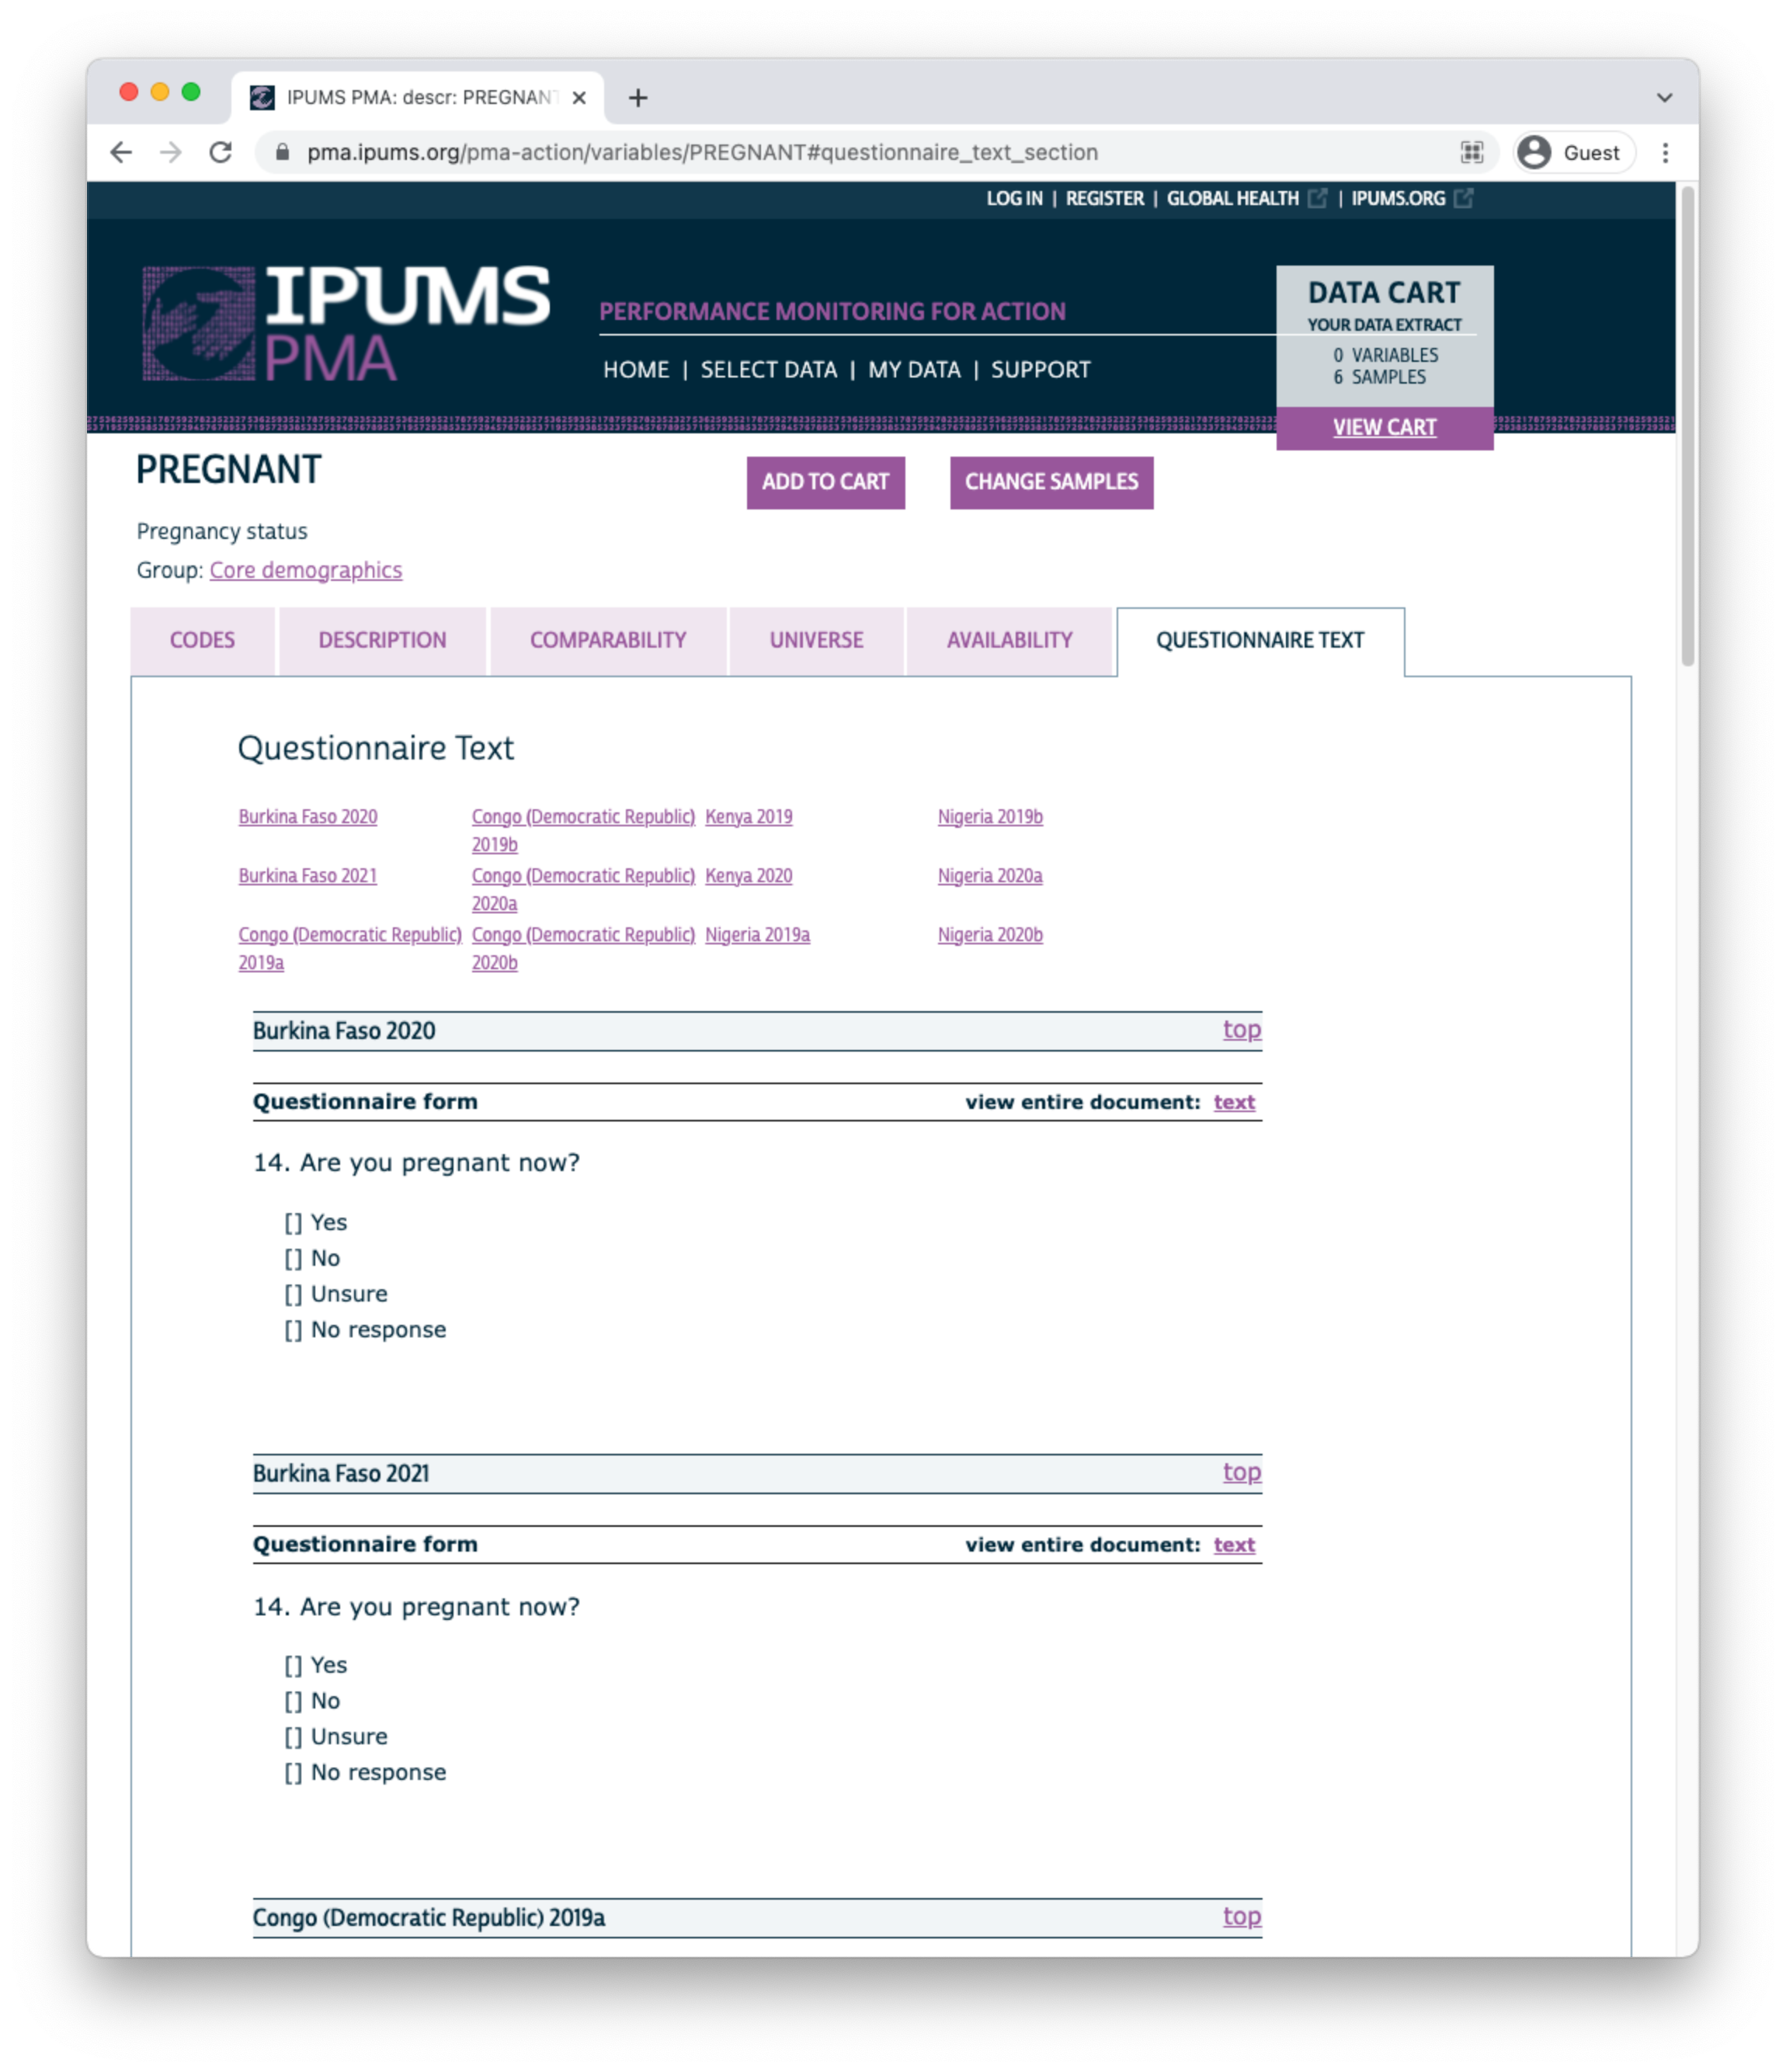 IPUMS PMA: descr: PREGNANT
pma.ipums.org/pma-action/variables/PREGNANT#questionnaire_text_section
Guest
LOG IN | REGISTER | GLOBAL HEALTH | IPUMS.ORG
IPUMS
PMA
PERFORMANCE MONITORING FOR ACTION
HOME | SELECT DATA | MY DATA | SUPPORT
DATA CART
YOUR DATA EXTRACT
0 VARIABLES
6 SAMPLES
VIEW CART
PREGNANT
ADD TO CART
CHANGE SAMPLES
Pregnancy status
Group: Core demographics
CODES
DESCRIPTION
COMPARABILITY
UNIVERSE
AVAILABILITY
QUESTIONNAIRE TEXT
Questionnaire Text
Burkina Faso 2020
Congo (Democratic Republic) 2019b
Kenya 2019
Nigeria 2019b
Burkina Faso 2021
Congo (Democratic Republic) 2020a
Kenya 2020
Nigeria 2020a
Congo (Democratic Republic) 2019a
Congo (Democratic Republic) 2020b
Nigeria 2019a
Nigeria 2020b
Burkina Faso 2020 top
Questionnaire form view entire document: text
14. Are you pregnant now?
[] Yes
[] No
[] Unsure
[] No response
Burkina Faso 2021 top
Questionnaire form view entire document: text
14. Are you pregnant now?
[] Yes
[] No
[] Unsure
[] No response
Congo (Democratic Republic) 2019a top